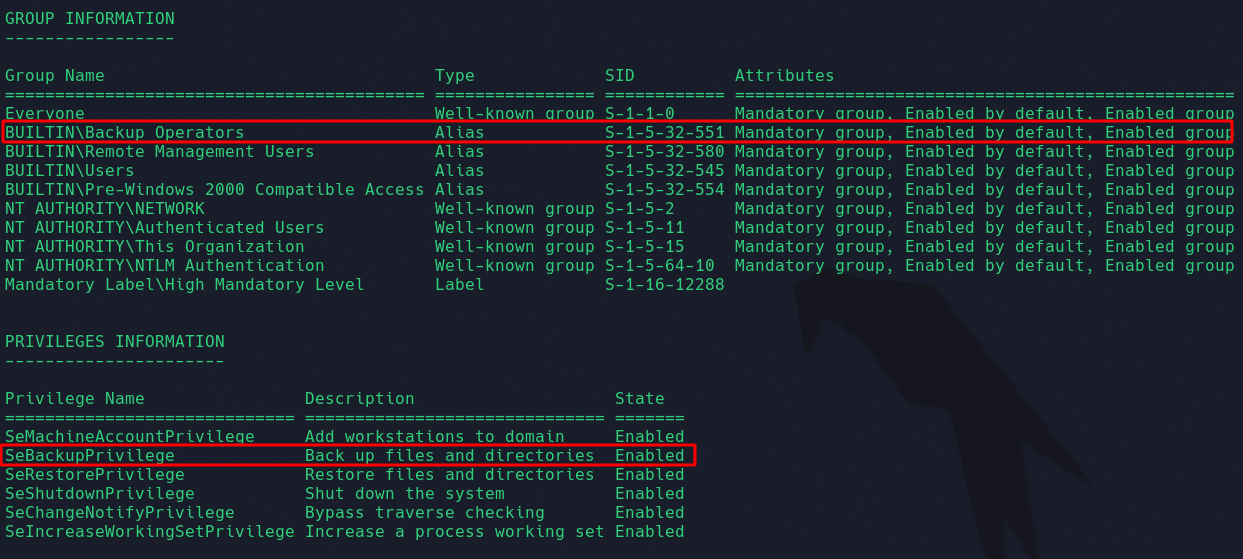 GROUP INFORMATION
-----------------
Group Name Type SID Attributes
========================================== ================ ============ ==================================================
Everyone Well-known group S-1-1-0 Mandatory group, Enabled by default, Enabled group
BUILTIN\Backup Operators Alias S-1-5-32-551 Mandatory group, Enabled by default, Enabled group
BUILTIN\Remote Management Users Alias S-1-5-32-580 Mandatory group, Enabled by default, Enabled group
BUILTIN\Users Alias S-1-5-32-545 Mandatory group, Enabled by default, Enabled group
BUILTIN\Pre-Windows 2000 Compatible Access Alias S-1-5-32-554 Mandatory group, Enabled by default, Enabled group
NT AUTHORITY\NETWORK Well-known group S-1-5-2 Mandatory group, Enabled by default, Enabled group
NT AUTHORITY\Authenticated Users Well-known group S-1-5-11 Mandatory group, Enabled by default, Enabled group
NT AUTHORITY\This Organization Well-known group S-1-5-15 Mandatory group, Enabled by default, Enabled group
NT AUTHORITY\NTLM Authentication Well-known group S-1-5-64-10 Mandatory group, Enabled by default, Enabled group
Mandatory Label\High Mandatory Level Label S-1-16-12288
PRIVILEGES INFORMATION
----------------------
Privilege Name Description State
============================= ============================== =======
SeMachineAccountPrivilege Add workstations to domain Enabled
SeBackupPrivilege Back up files and directories Enabled
SeRestorePrivilege Restore files and directories Enabled
SeShutdownPrivilege Shut down the system Enabled
SeChangeNotifyPrivilege Bypass traverse checking Enabled
SeIncreaseWorkingSetPrivilege Increase a process working set Enabled